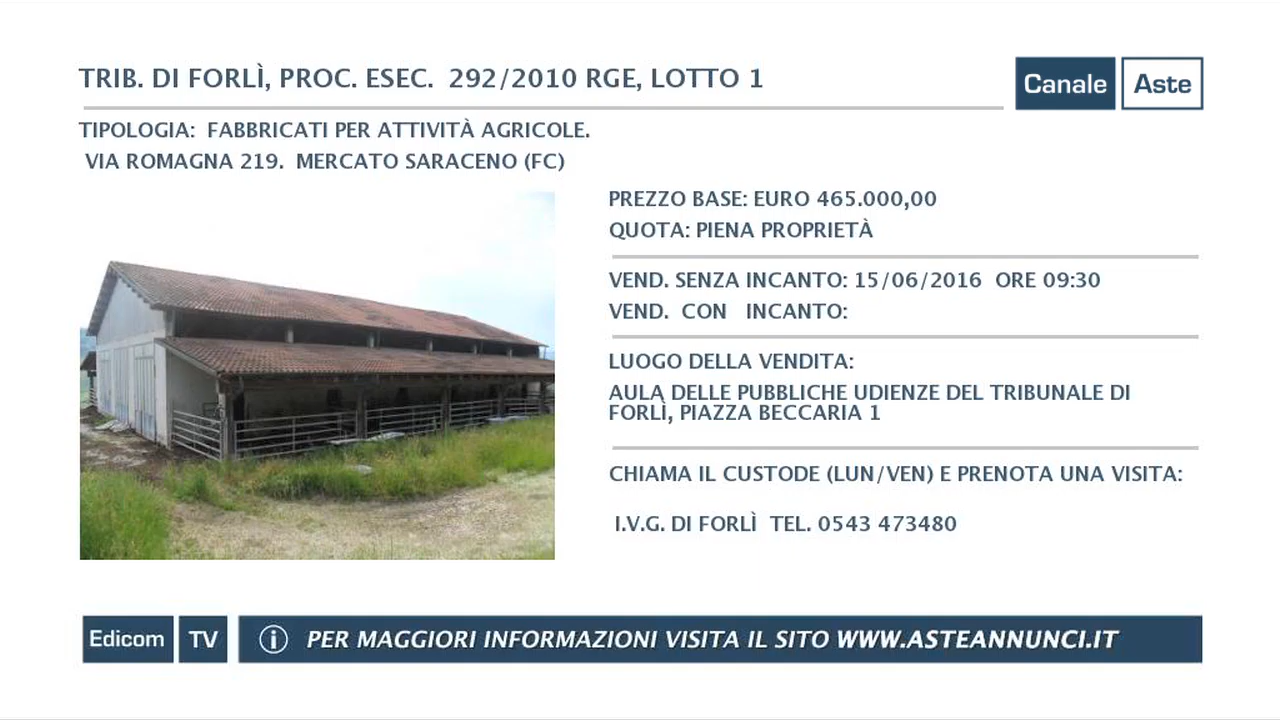 TRIB. DI FORLÌ, PROC. ESEC. 292/2010 RGE, LOTTO 1
Canale Aste
TIPOLOGIA: FABBRICATI PER ATTIVITÀ AGRICOLE.
VIA ROMAGNA 219. MERCATO SARACENO (FC)
PREZZO BASE: EURO 465.000,00
QUOTA: PIENA PROPRIETÀ
VEND. SENZA INCANTO: 15/06/2016 ORE 09:30
VEND. CON INCANTO:
LUOGO DELLA VENDITA:
AULA DELLE PUBBLICHE UDIENZE DEL TRIBUNALE DI
FORLÌ, PIAZZA BECCARIA 1
CHIAMA IL CUSTODE (LUN/VEN) E PRENOTA UNA VISITA:
I.V.G. DI FORLÌ TEL. 0543 473480
Edicom TV
PER MAGGIORI INFORMAZIONI VISITA IL SITO WWW.ASTEANNUNCI.IT